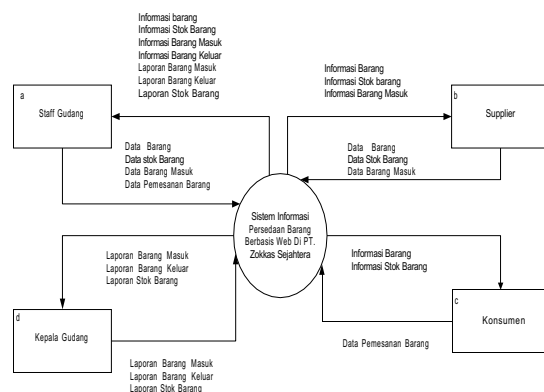 Informasi barang
Informasi Stok Barang
Informasi Barang Masuk
Informasi Barang Keluar
Laporan Barang Masuk
Laporan Barang Keluar
Laporan Stok Barang
Informasi Barang
Informasi Stok barang
Informasi Barang Masuk
a
Staff Gudang
b
Supplier
Data Barang
Data stok Barang
Data Barang Masuk
Data Pemesanan Barang
Data Barang
Data Stok Barang
Data Barang Masuk
Sistem Informasi
Persedaan Barang
Berbasis Web Di PT.
Zokkas Sejahtera
Laporan Barang Masuk
Laporan Barang Keluar
Laporan Stok Barang
Informasi Barang
Informasi Stok Barang
d
Kepala Gudang
c
Konsumen
Data Pemesanan Barang
Laporan Barang Masuk
Laporan Barang Keluar
Laporan Stok Barang